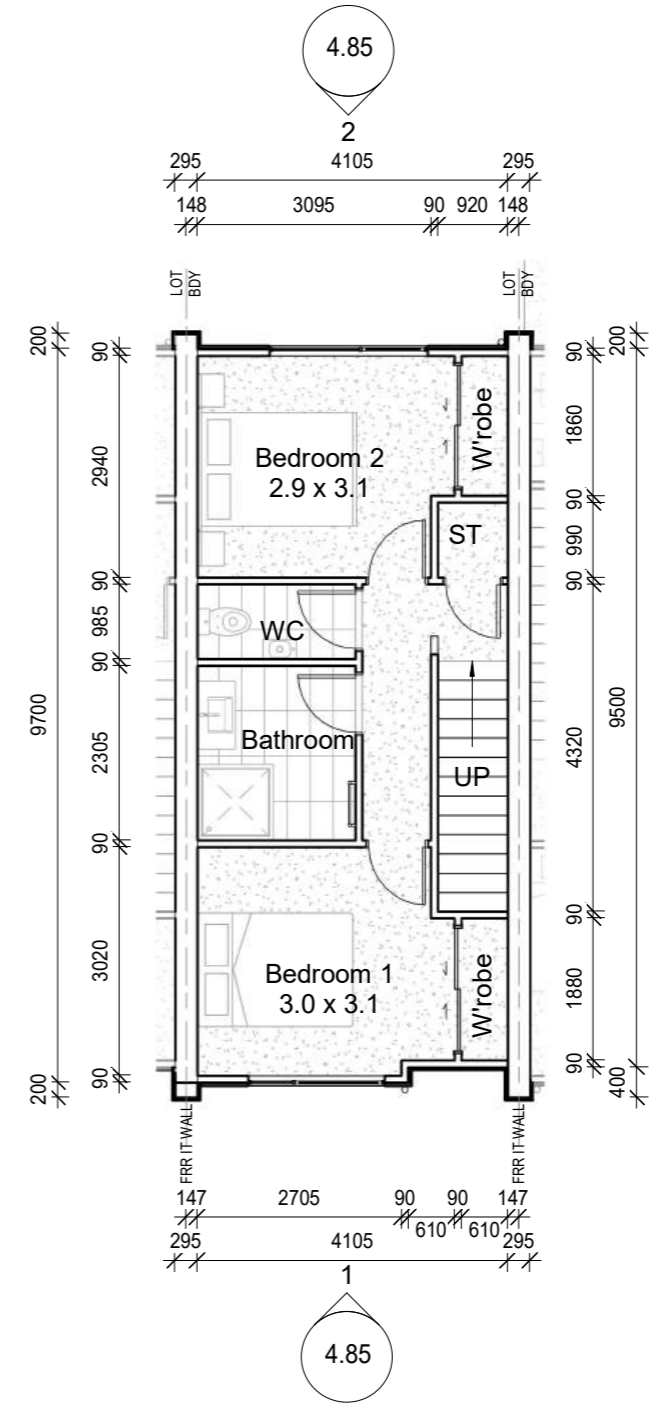 4.85
2
295 4105 295
148 3095 90 920 148
LOT
BDY
LOT
BDY
200
9700
200
90
2940
90
985
90
2305
90
3020
90
Bedroom 2
2.9 x 3.1
W'robe
ST
WC
Bathroom
UP
Bedroom 1
3.0 x 3.1
W'robe
90
1860
90
990
90
4320
90
1880
90
200
9500
400
FRR IT WALL
FRR IT WALL
147 2705 90 610 90 610 147
295 4105 295
1
4.85